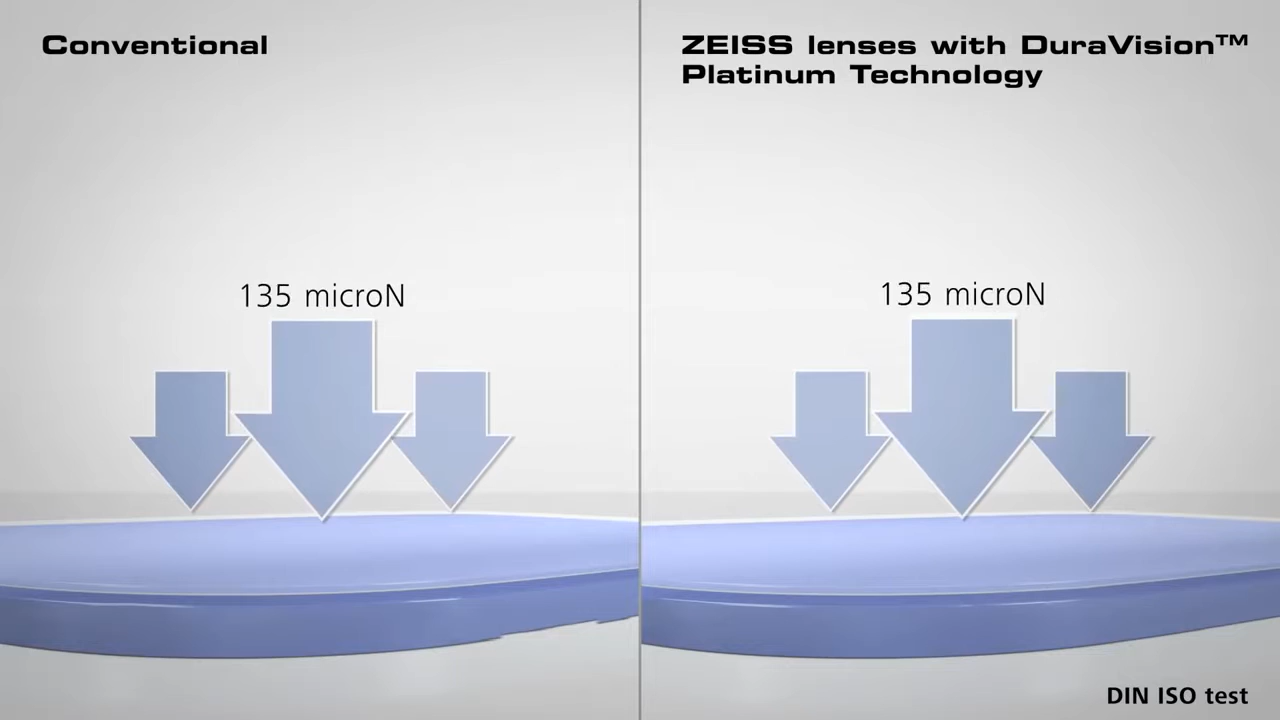 Conventional
ZEISS lenses with DuraVision™
Platinum Technology
135 microN
135 microN
DIN ISO test